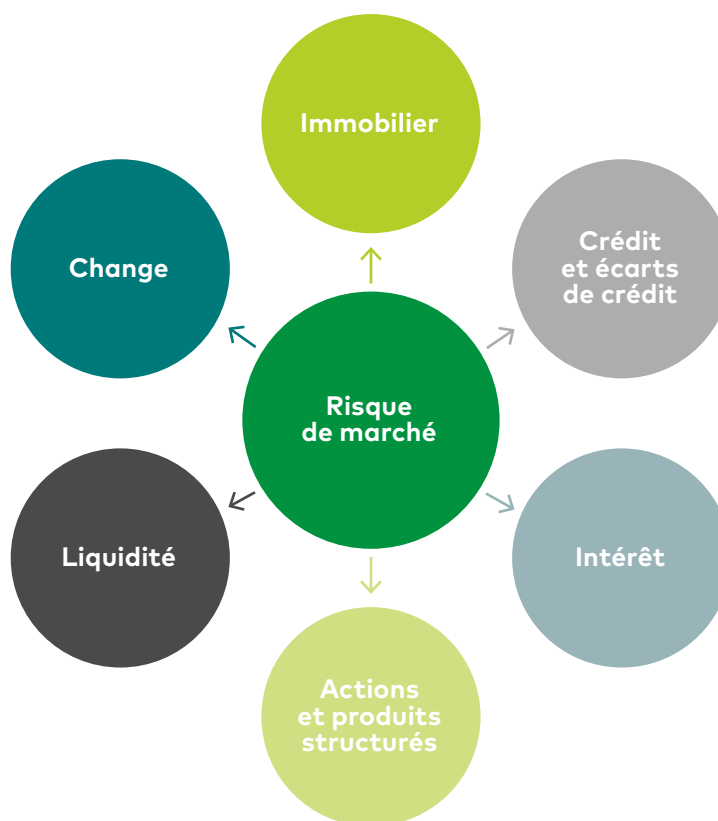 Immobilier
Change
Crédit
et écarts
de crédit
Risque
de marché
Liquidité
Intérêt
Actions
et produits
structurés